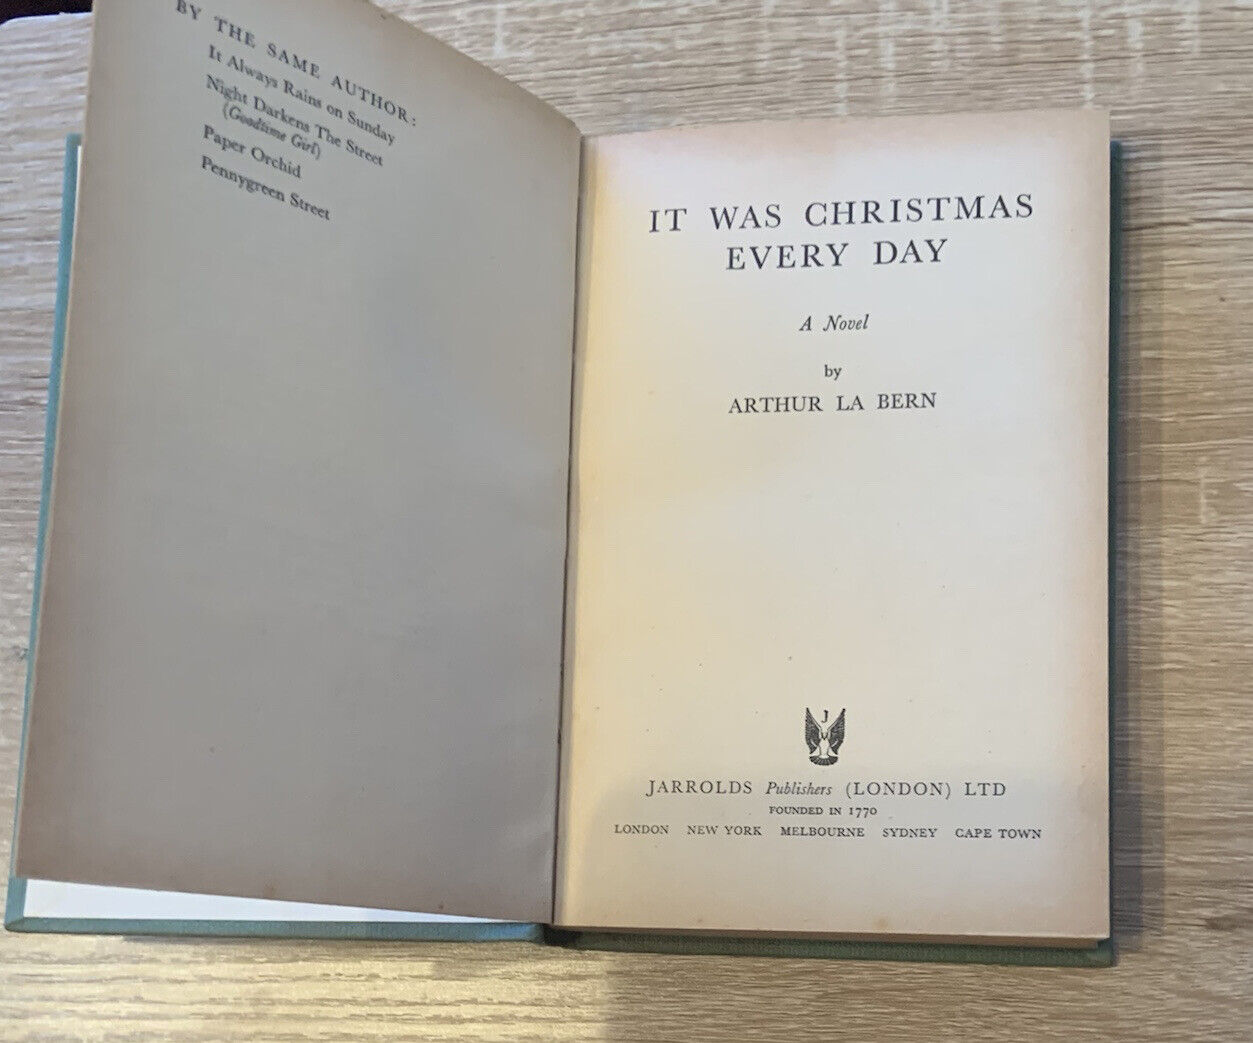 BY THE SAME AUTHOR:
It Always Rains on Sunday
Night Darkens The Street
(Goodtime Girl)
Paper Orchid
Pennygreen Street
IT WAS CHRISTMAS
EVERY DAY
A Novel
by
ARTHUR LA BERN
J
JARROLDS Publishers (LONDON) LTD
FOUNDED IN 1770
LONDON NEW YORK MELBOURNE SYDNEY CAPE TOWN